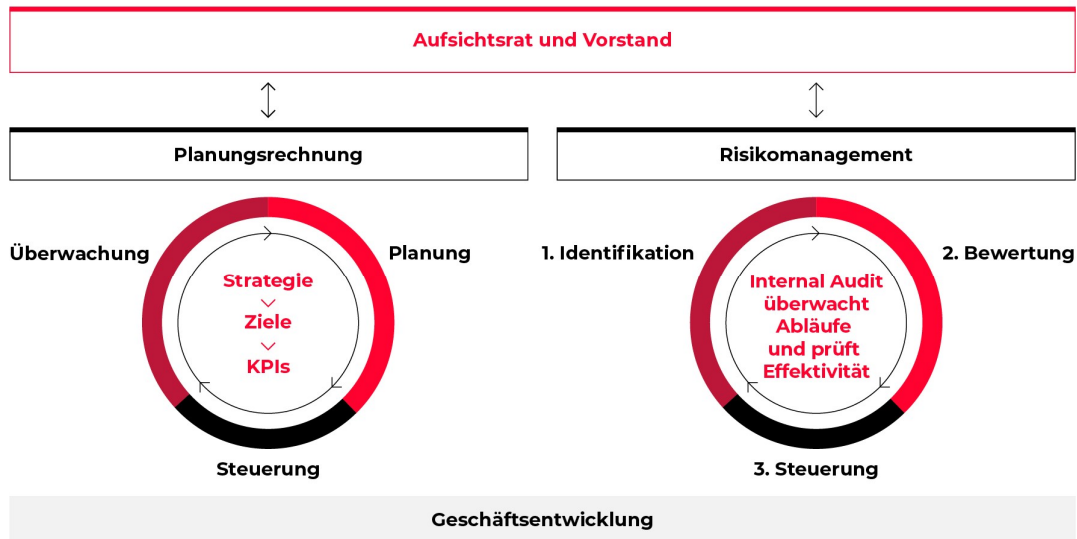 Aufsichtsrat und Vorstand
Planungsrechnung
Risikomanagement
Überwachung
Planung
Strategie
Ziele
KPIs
Steuerung
1. Identifikation
2. Bewertung
Internal Audit
überwacht
Abläufe
und prüft
Effektivität
3. Steuerung
Geschäftsentwicklung